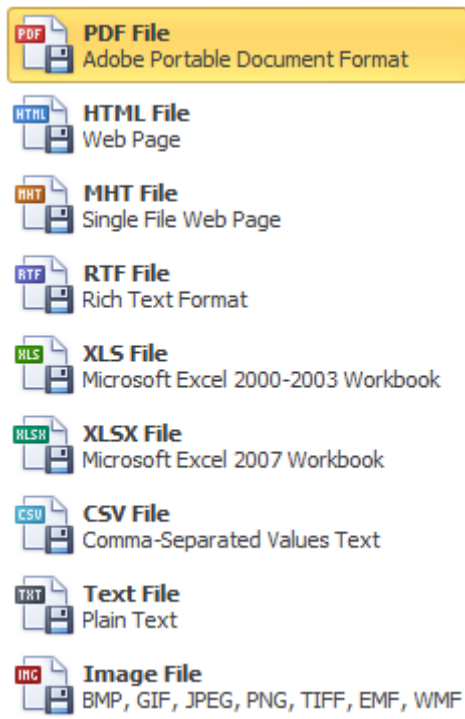 PDF
PDF File
Adobe Portable Document Format
HTML
HTML File
Web Page
MHT
MHT File
Single File Web Page
RTF
RTF File
Rich Text Format
XLS
XLS File
Microsoft Excel 2000-2003 Workbook
XLSX
XLSX File
Microsoft Excel 2007 Workbook
CSV
CSV File
Comma-Separated Values Text
TXT
Text File
Plain Text
IMG
Image File
BMP, GIF, JPEG, PNG, TIFF, EMF, WMF